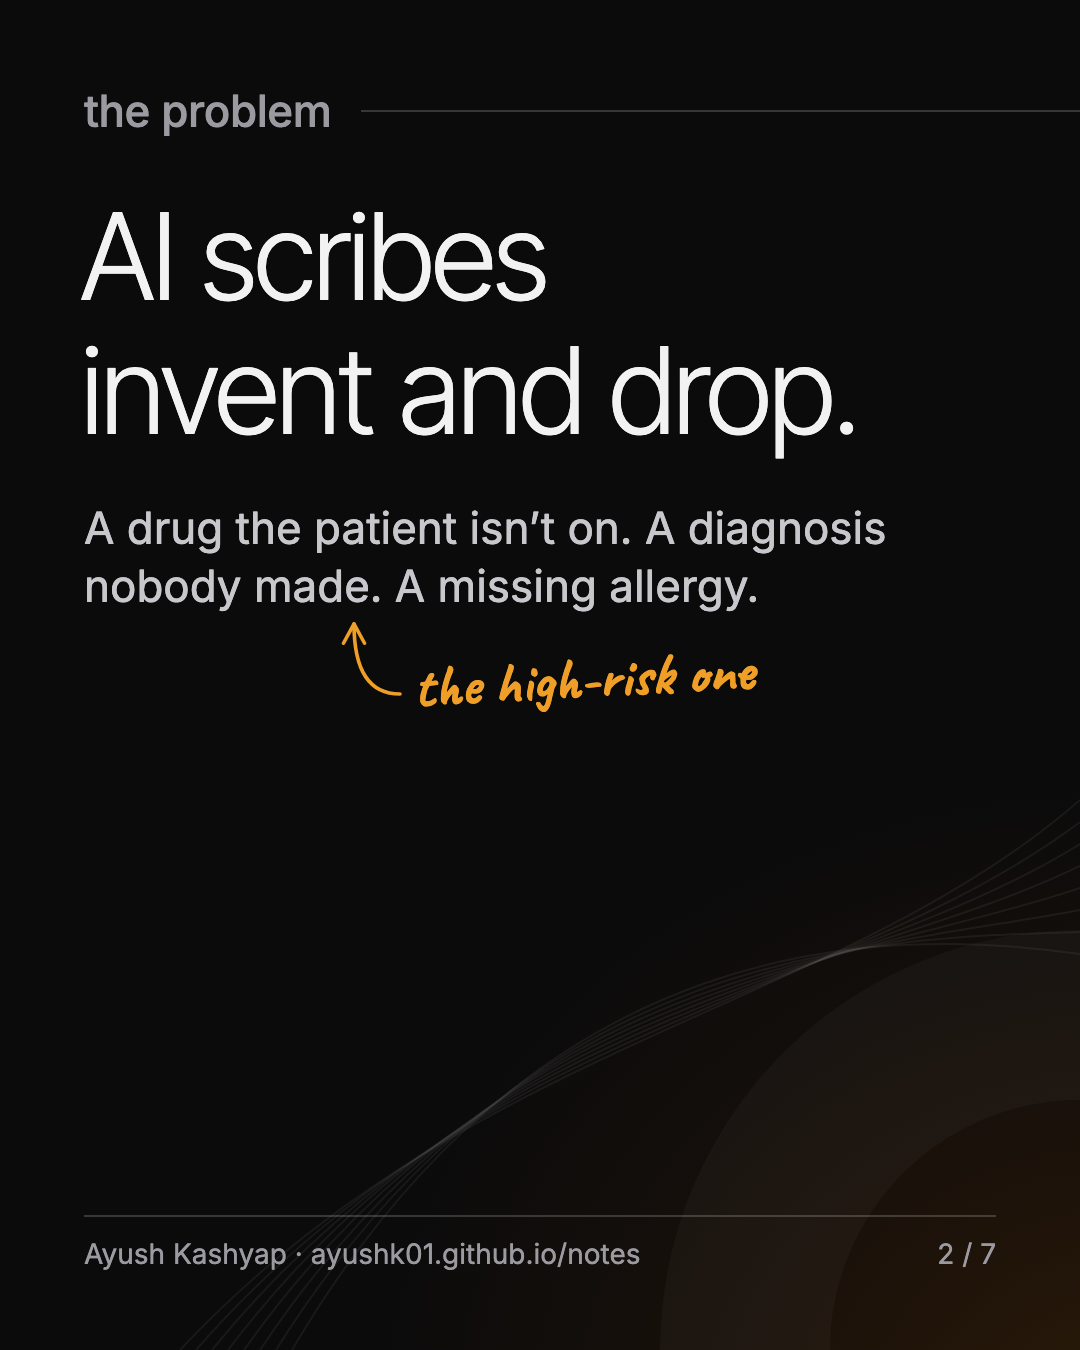 the problem
AI scribes
invent and drop.
A drug the patient isn’t on. A diagnosis
nobody made. A missing allergy.
the high-risk one
Ayush Kashyap · ayushk01.github.io/notes
2 / 7